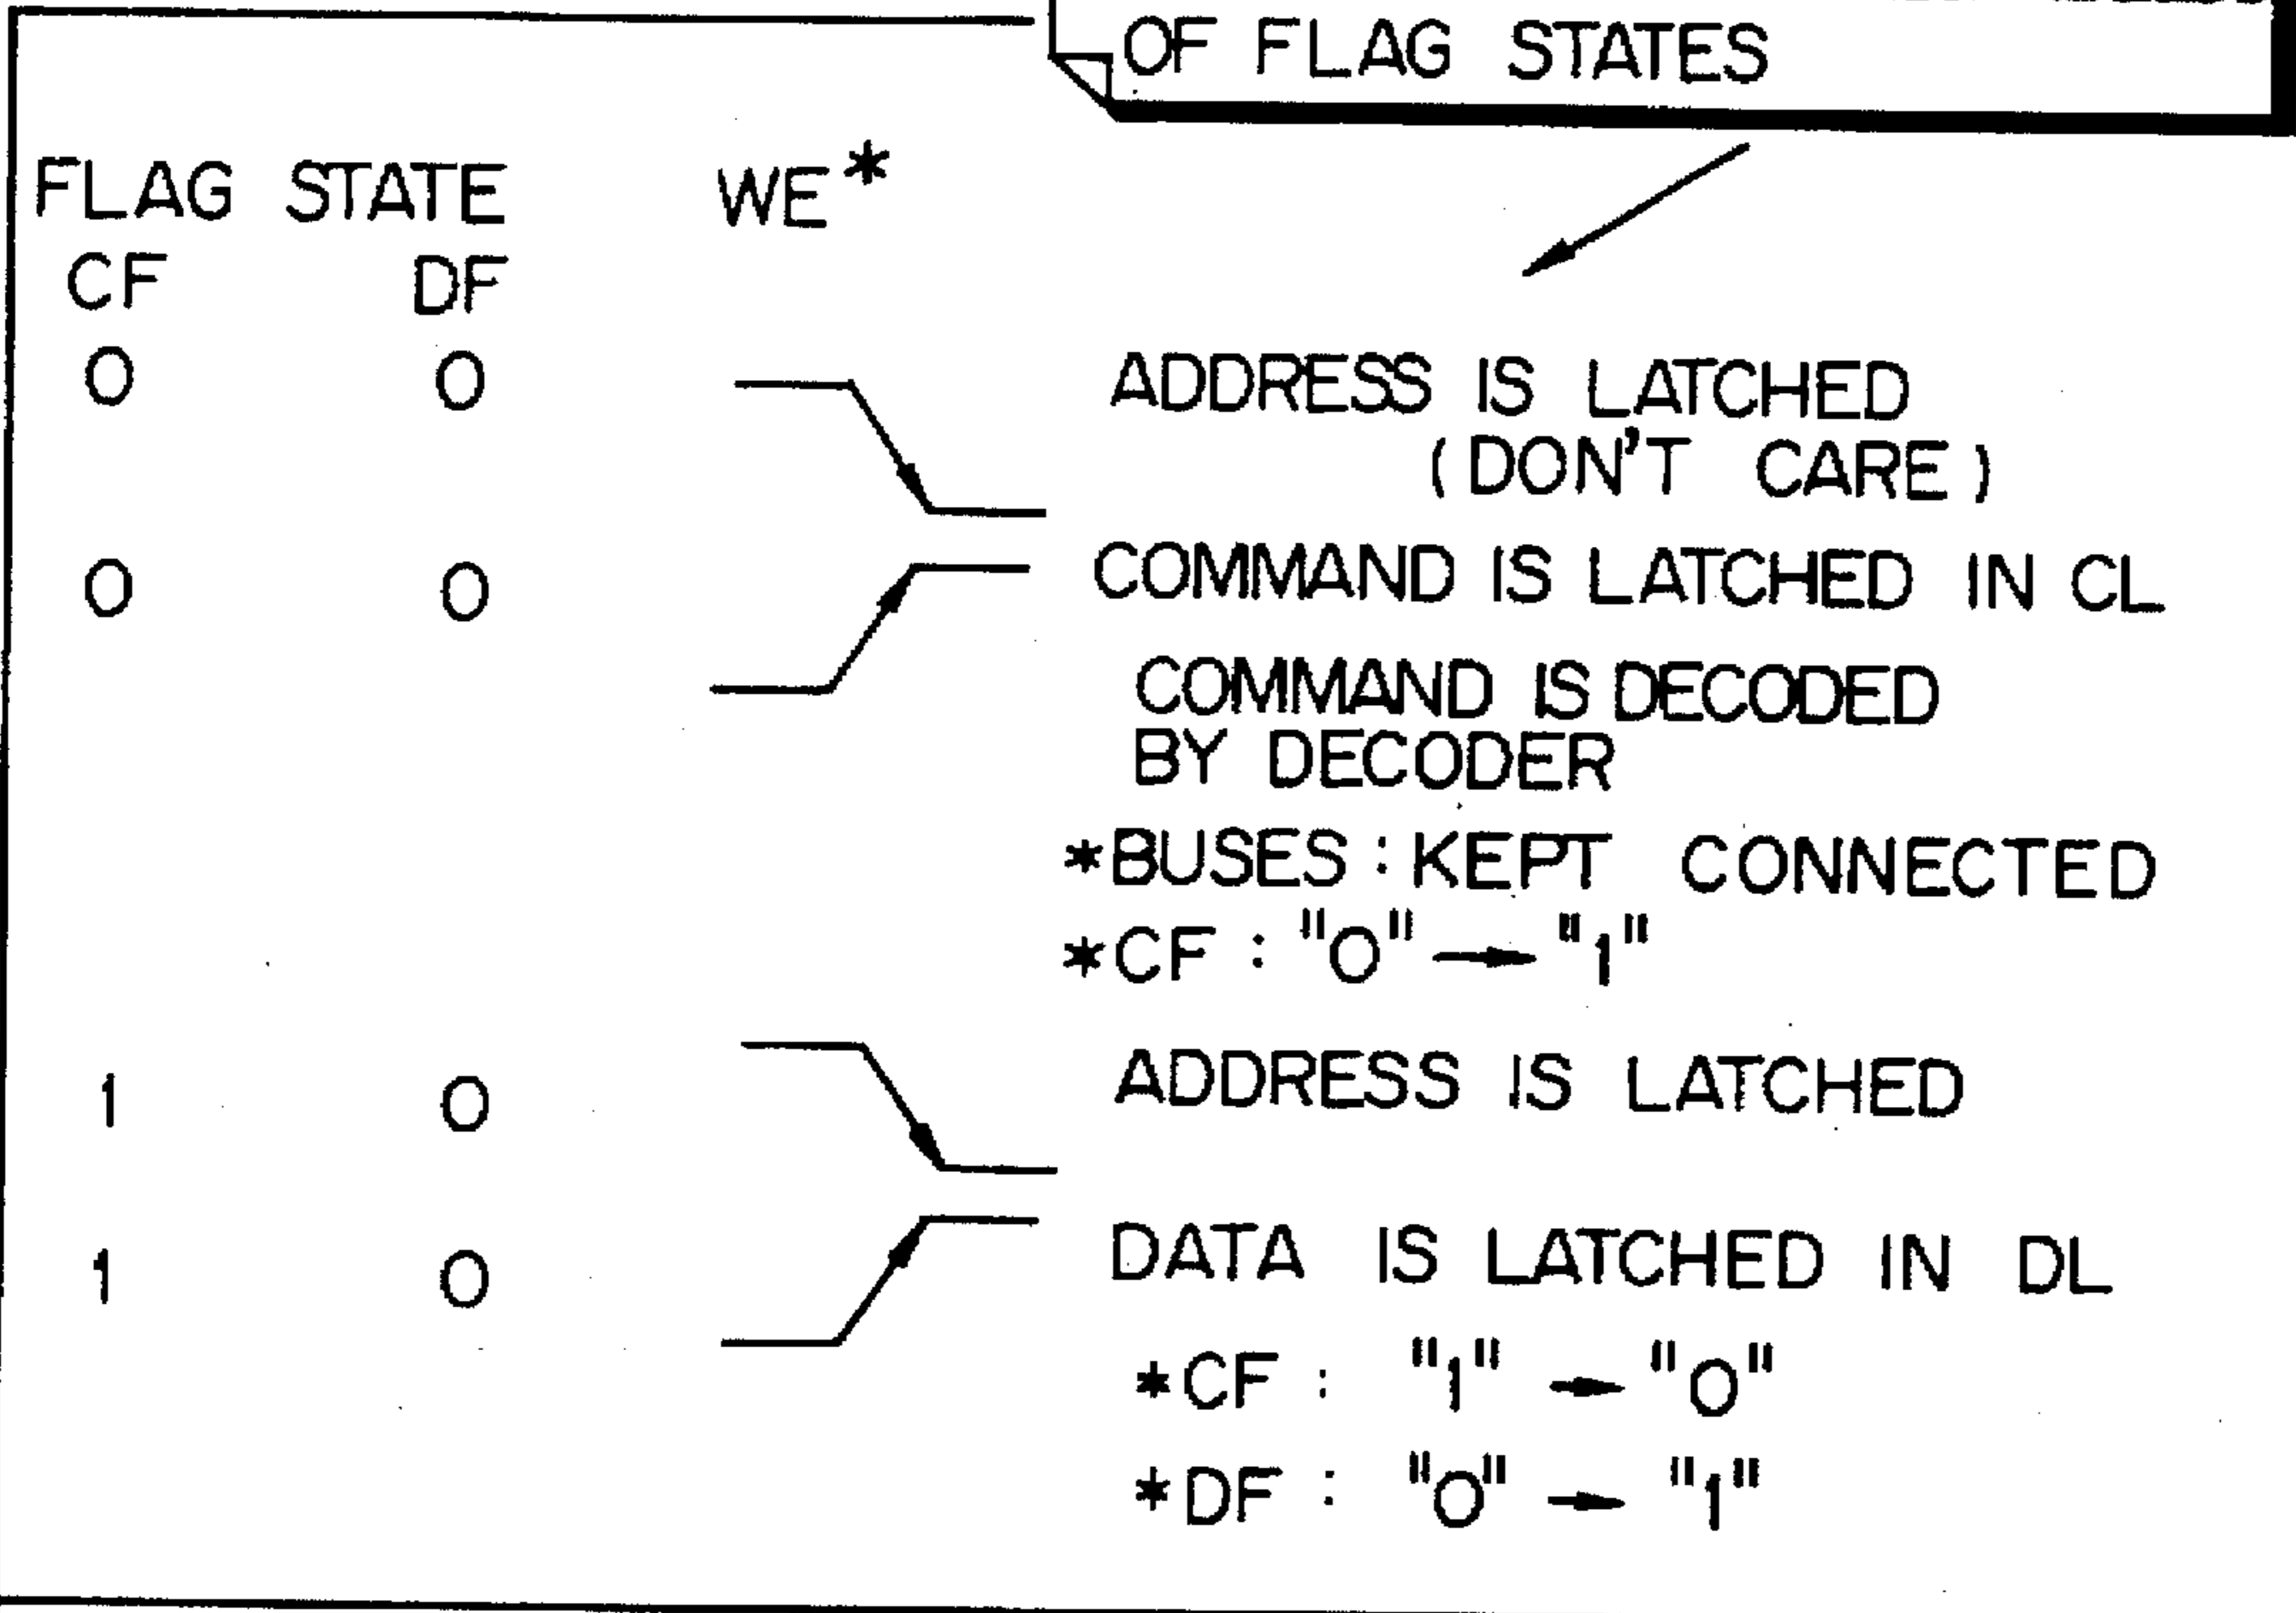 OF FLAG STATES
FLAG STATE WE*
CF DF
0 0 ADDRESS IS LATCHED
(DON'T CARE)
0 0 COMMAND IS LATCHED IN CL
COMMAND IS DECODED
BY DECODER
*BUSES : KEPT CONNECTED
*CF : "0" → "1"
1 0 ADDRESS IS LATCHED
1 0 DATA IS LATCHED IN DL
*CF : "1" → "0"
*DF : "0" → "1"